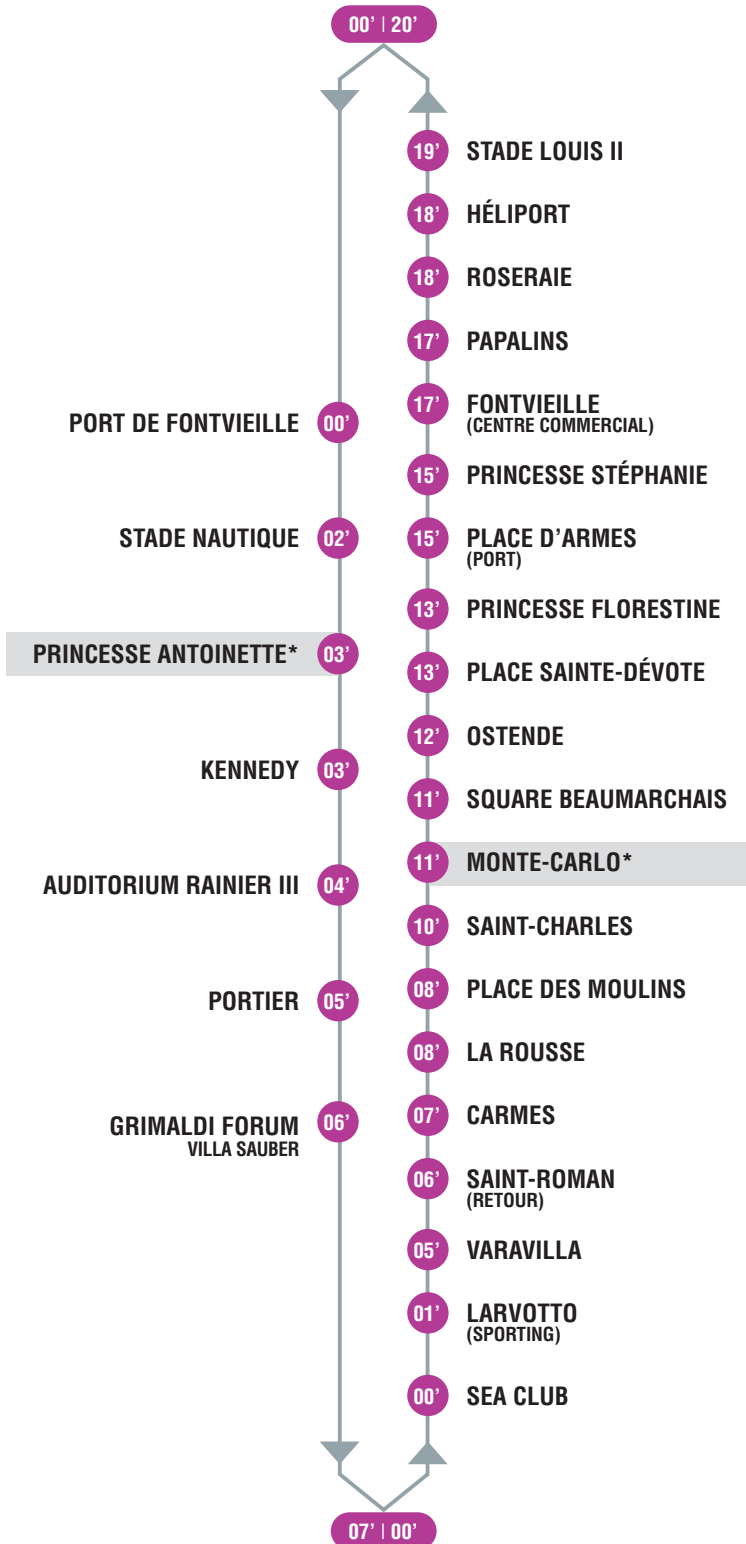 00' | 20'
19' STADE LOUIS II
18' HÉLIPORT
18' ROSERAIE
17' PAPALINS
17' FONTVIEILLE
(CENTRE COMMERCIAL)
PORT DE FONTVIEILLE 00'
15' PRINCESSE STÉPHANIE
STADE NAUTIQUE 02'
15' PLACE D'ARMES
(PORT)
13' PRINCESSE FLORESTINE
PRINCESSE ANTOINETTE* 03'
13' PLACE SAINTE-DÉVOTE
12' OSTENDE
KENNEDY 03'
11' SQUARE BEAUMARCHAIS
11' MONTE-CARLO*
AUDITORIUM RAINIER III 04'
10' SAINT-CHARLES
08' PLACE DES MOULINS
PORTIER 05'
08' LA ROUSSE
07' CARMES
GRIMALDI FORUM 06'
VILLA SAUBER
06' SAINT-ROMAN
(RETOUR)
05' VARAVILLA
01' LARVOTTO
(SPORTING)
00' SEA CLUB
07' | 00'